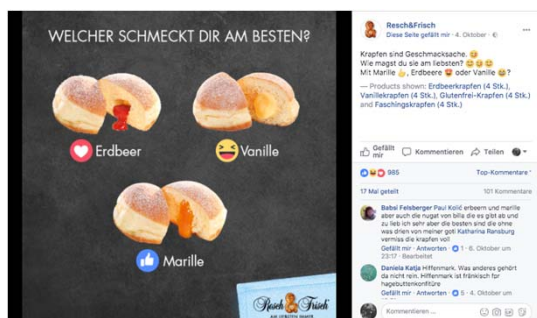 WELCHER SCHMECKT DIR AM BESTEN?
Erdbeer
Vanille
Marille
Resch & Frisch
Resch&Frisch
Diese Seite gefällt mir · 4. Oktober ·
Krapfen sind Geschmacksache.
Wie magst du sie am liebsten?
Mit Marille, Erdbeere oder Vanille ?
— Products shown: Erdbeerkrapfen (4 Stk.),
Vanillekrapfen (4 Stk.), Glutenfrei-Krapfen (4 Stk.)
and Faschingskrapfen (4 Stk.)
Gefällt mir Kommentieren Teilen
985 Top-Kommentare
17 Mal geteilt 101 Kommentare
Babsi Felsberger Paul Kolić erbeern und marille
aber auch die nugat von billa die es gibt ab und
zu lieb ich sehr aber die besten sind die ohne
was drien von meiner goti Katharina Ransburg
vermiss die krapfen voll
Gefällt mir · Antworten · 1 · 6. Oktober um
23:17 · Bearbeitet
Daniela Katja Hiffenmark. Was anderes gehört
da nicht rein. Hiffenmark ist fränkisch für
hagebuttenkonfitüre
Gefällt mir · Antworten · 5 · 4. Oktober um
Kommentieren ...